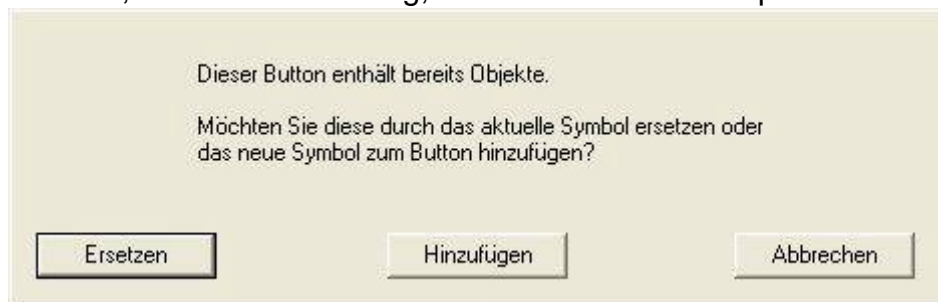 Dieser Button enthält bereits Objekte.
Möchten Sie diese durch das aktuelle Symbol ersetzen oder
das neue Symbol zum Button hinzufügen?
Ersetzen Hinzufügen Abbrechen